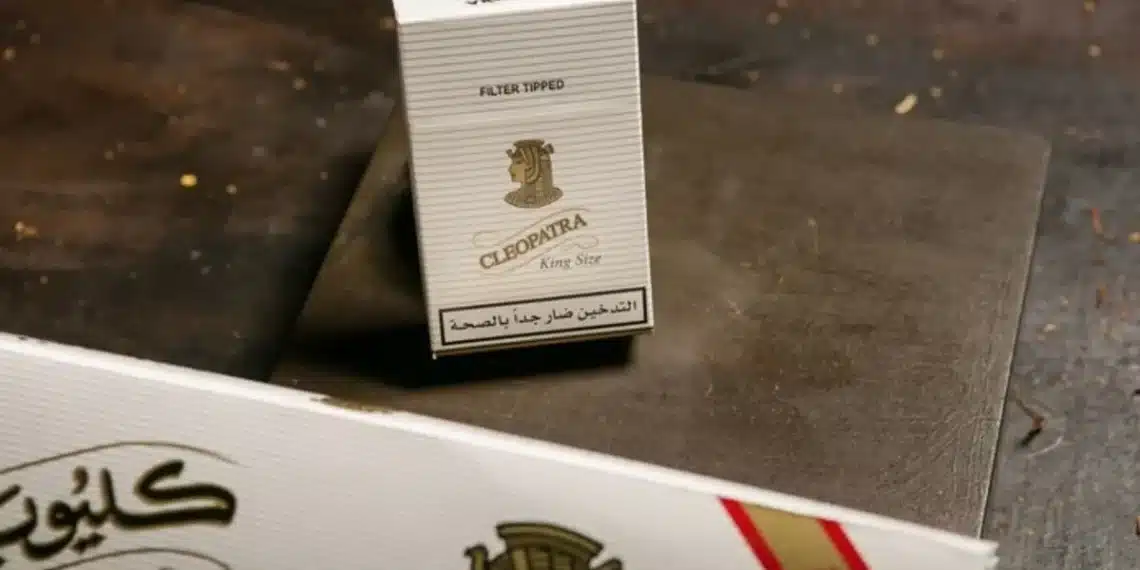 FILTER TIPPED
CLEOPATRA
King Size
التدخين ضار جداً بالصحة